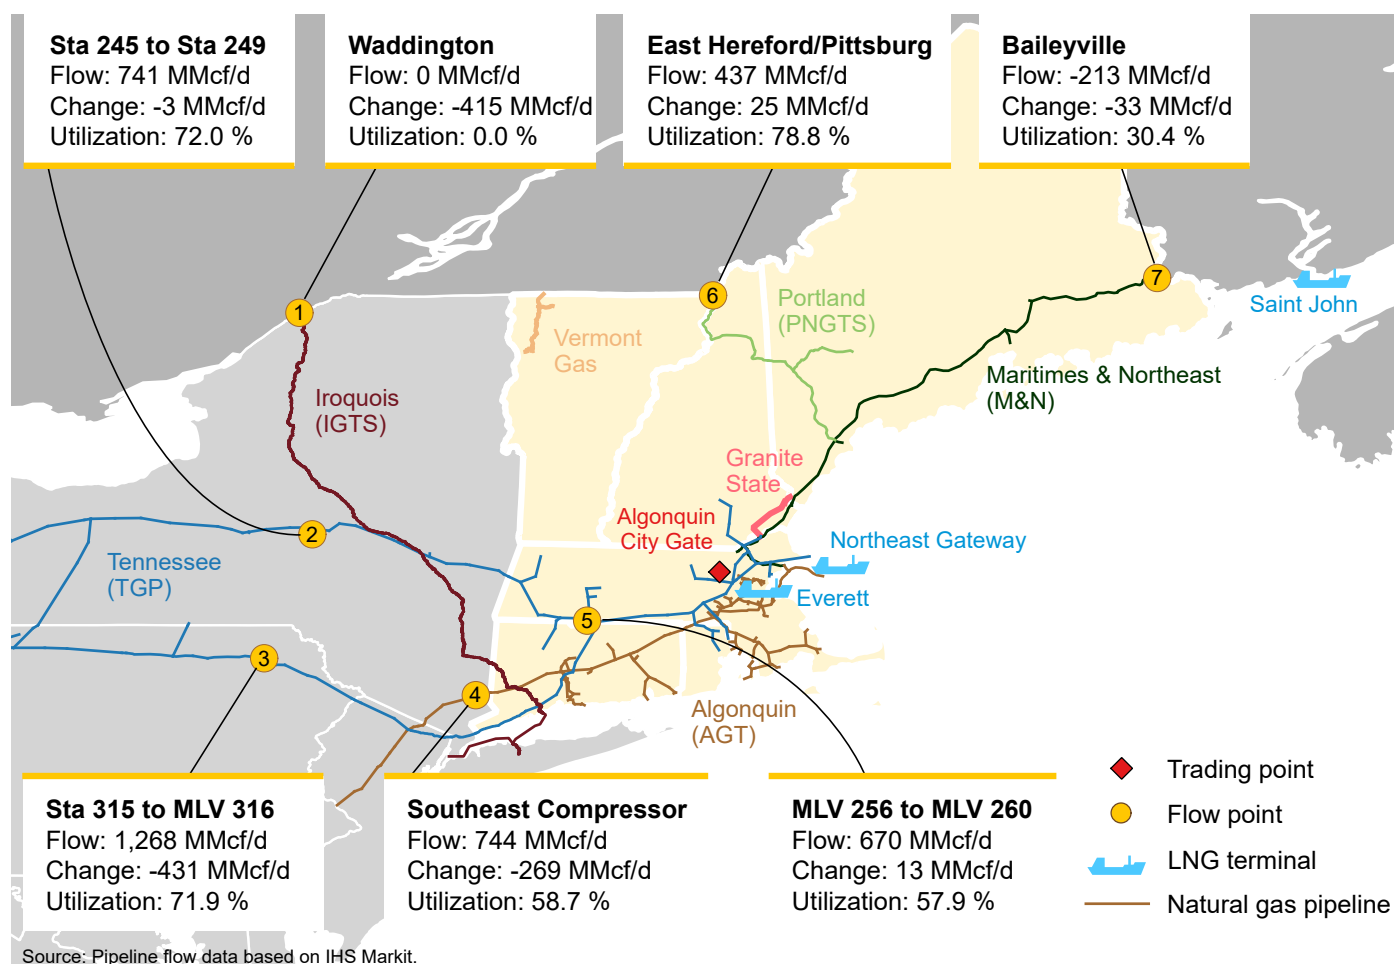 Sta 245 to Sta 249
Flow: 741 MMcf/d
Change: -3 MMcf/d
Utilization: 72.0 %
Waddington
Flow: 0 MMcf/d
Change: -415 MMcf/d
Utilization: 0.0 %
East Hereford/Pittsburg
Flow: 437 MMcf/d
Change: 25 MMcf/d
Utilization: 78.8 %
Baileyville
Flow: -213 MMcf/d
Change: -33 MMcf/d
Utilization: 30.4 %
1
6
7
Saint John
Portland
(PNGTS)
Vermont
Gas
Maritimes & Northeast
(M&N)
Iroquois
(IGTS)
Granite
State
Algonquin
City Gate
2
Northeast Gateway
Tennessee
(TGP)
Everett
5
3
4
Algonquin
(AGT)
Sta 315 to MLV 316
Flow: 1,268 MMcf/d
Change: -431 MMcf/d
Utilization: 71.9 %
Southeast Compressor
Flow: 744 MMcf/d
Change: -269 MMcf/d
Utilization: 58.7 %
MLV 256 to MLV 260
Flow: 670 MMcf/d
Change: 13 MMcf/d
Utilization: 57.9 %
Trading point
Flow point
LNG terminal
Natural gas pipeline
Source: Pipeline flow data based on IHS Markit.